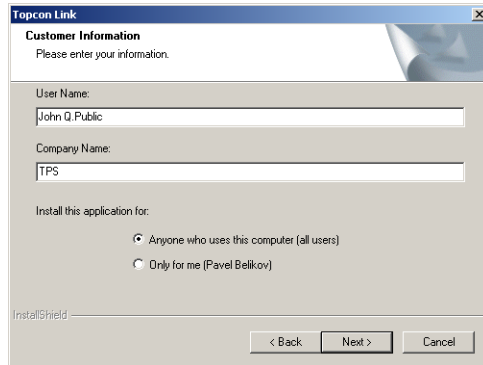 Topcon Link
Customer Information
Please enter your information.
User Name:
John Q.Public
Company Name:
TPS
Install this application for:
Anyone who uses this computer (all users)
Only for me (Pavel Belikov)
InstallShield
< Back
Next >
Cancel